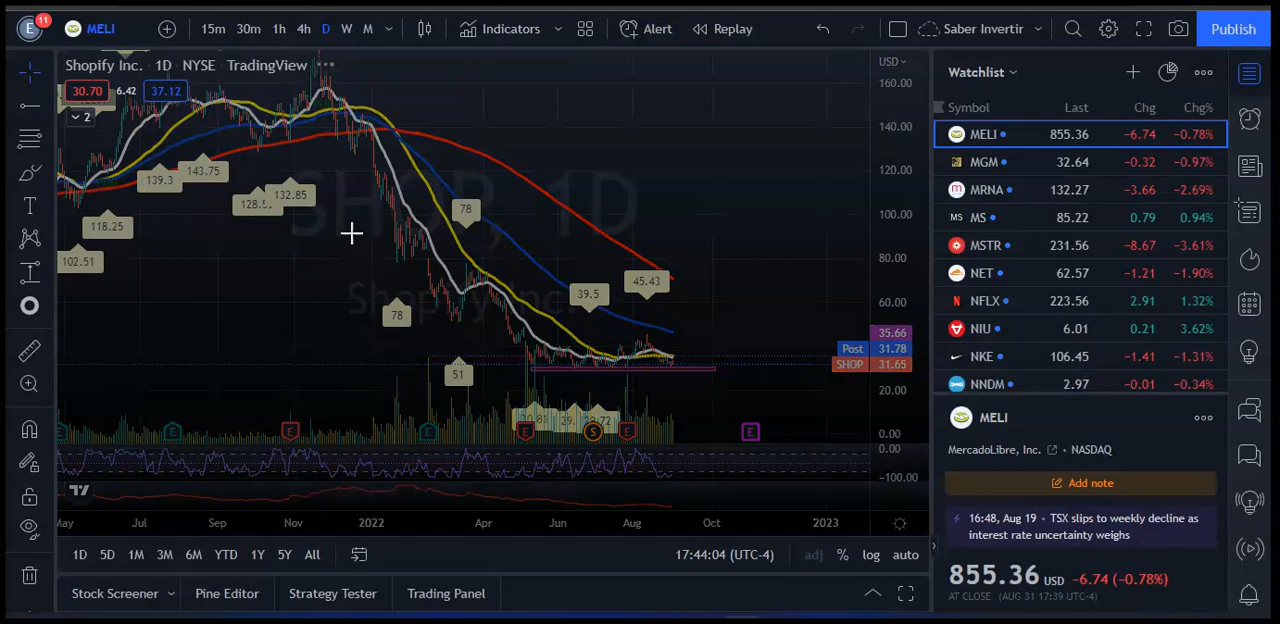 E 11 MELI 15m 30m 1h 4h D W M Indicators Alert Replay Saber Invertir Publish
Shopify Inc. · 1D · NYSE TradingView
30.70 6.42 37.12
2
USD
160.00
140.00
120.00
100.00
80.00
60.00
20.00
0.00
0.00
-100.00
35.66
Post 31.78
SHOP 31.65
SHOP, 1D
Shopify Inc.
139.3
143.75
132.85
118.25
102.51
78
78
39.5
45.43
51
E E E E E S E E
May Jul Sep Nov 2022 Apr Jun Aug Oct 2023
1D 5D 1M 3M 6M YTD 1Y 5Y All 17:44:04 (UTC-4) adj % log auto
Stock Screener Pine Editor Strategy Tester Trading Panel
Watchlist
Symbol Last Chg Chg%
MELI 855.36 −6.74 −0.78%
MGM 32.64 −0.32 −0.97%
MRNA 132.27 −3.66 −2.69%
MS MS 85.22 0.79 0.94%
MSTR 231.56 −8.67 −3.61%
NET 62.57 −1.21 −1.90%
NFLX 223.56 2.91 1.32%
NIU 6.01 0.21 3.62%
NKE 106.45 −1.41 −1.31%
NNDM 2.97 −0.01 −0.34%
MELI
MercadoLibre, Inc. • NASDAQ
Add note
16:48, Aug 19 • TSX slips to weekly decline as
interest rate uncertainty weighs
855.36 USD −6.74 (−0.78%)
AT CLOSE (AUG 31 17:39 UTC-4)